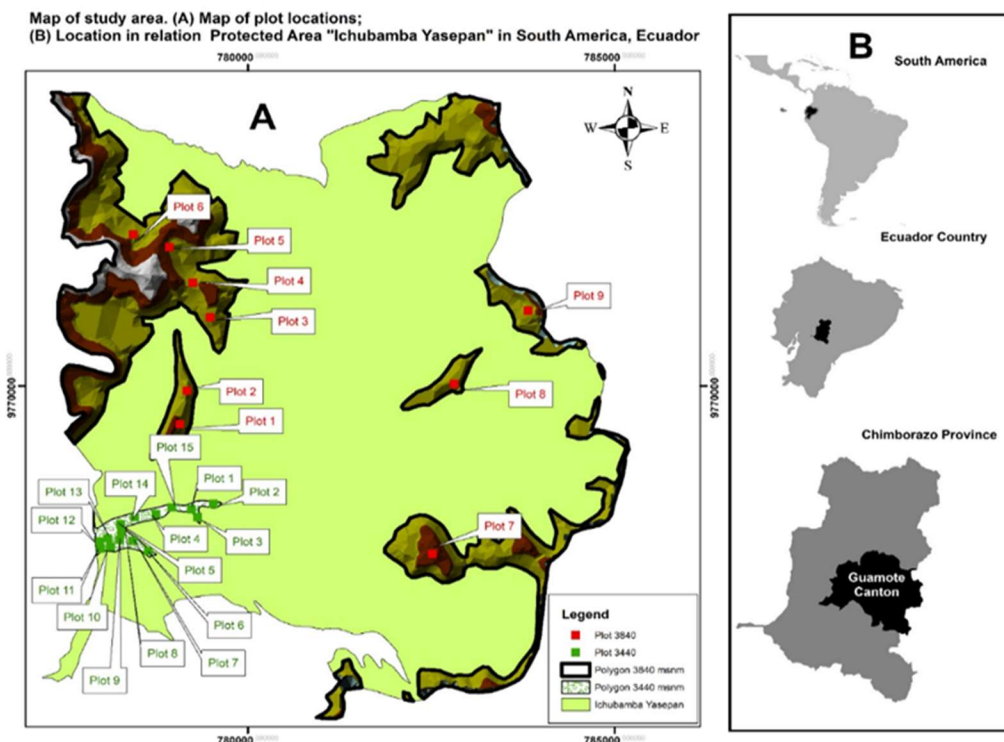 Map of study area. (A) Map of plot locations;
(B) Location in relation Protected Area "Ichubamba Yasepan" in South America, Ecuador
780000
785000
A
N
W
E
S
Plot 6
Plot 5
Plot 4
Plot 3
Plot 9
9770000
9770000
Plot 2
Plot 8
Plot 1
Plot 15
Plot 14
Plot 1
Plot 13
Plot 2
Plot 12
Plot 4
Plot 3
Plot 7
Plot 5
Plot 11
Plot 10
Plot 6
Plot 8
Plot 7
Plot 9
Legend
Plot 3840
Plot 3440
Polygon 3840 msnm
Polygon 3440 msnm
Ichubamba Yasepan
780000
785000
B
South America
Ecuador Country
Chimborazo Province
Guamote
Canton